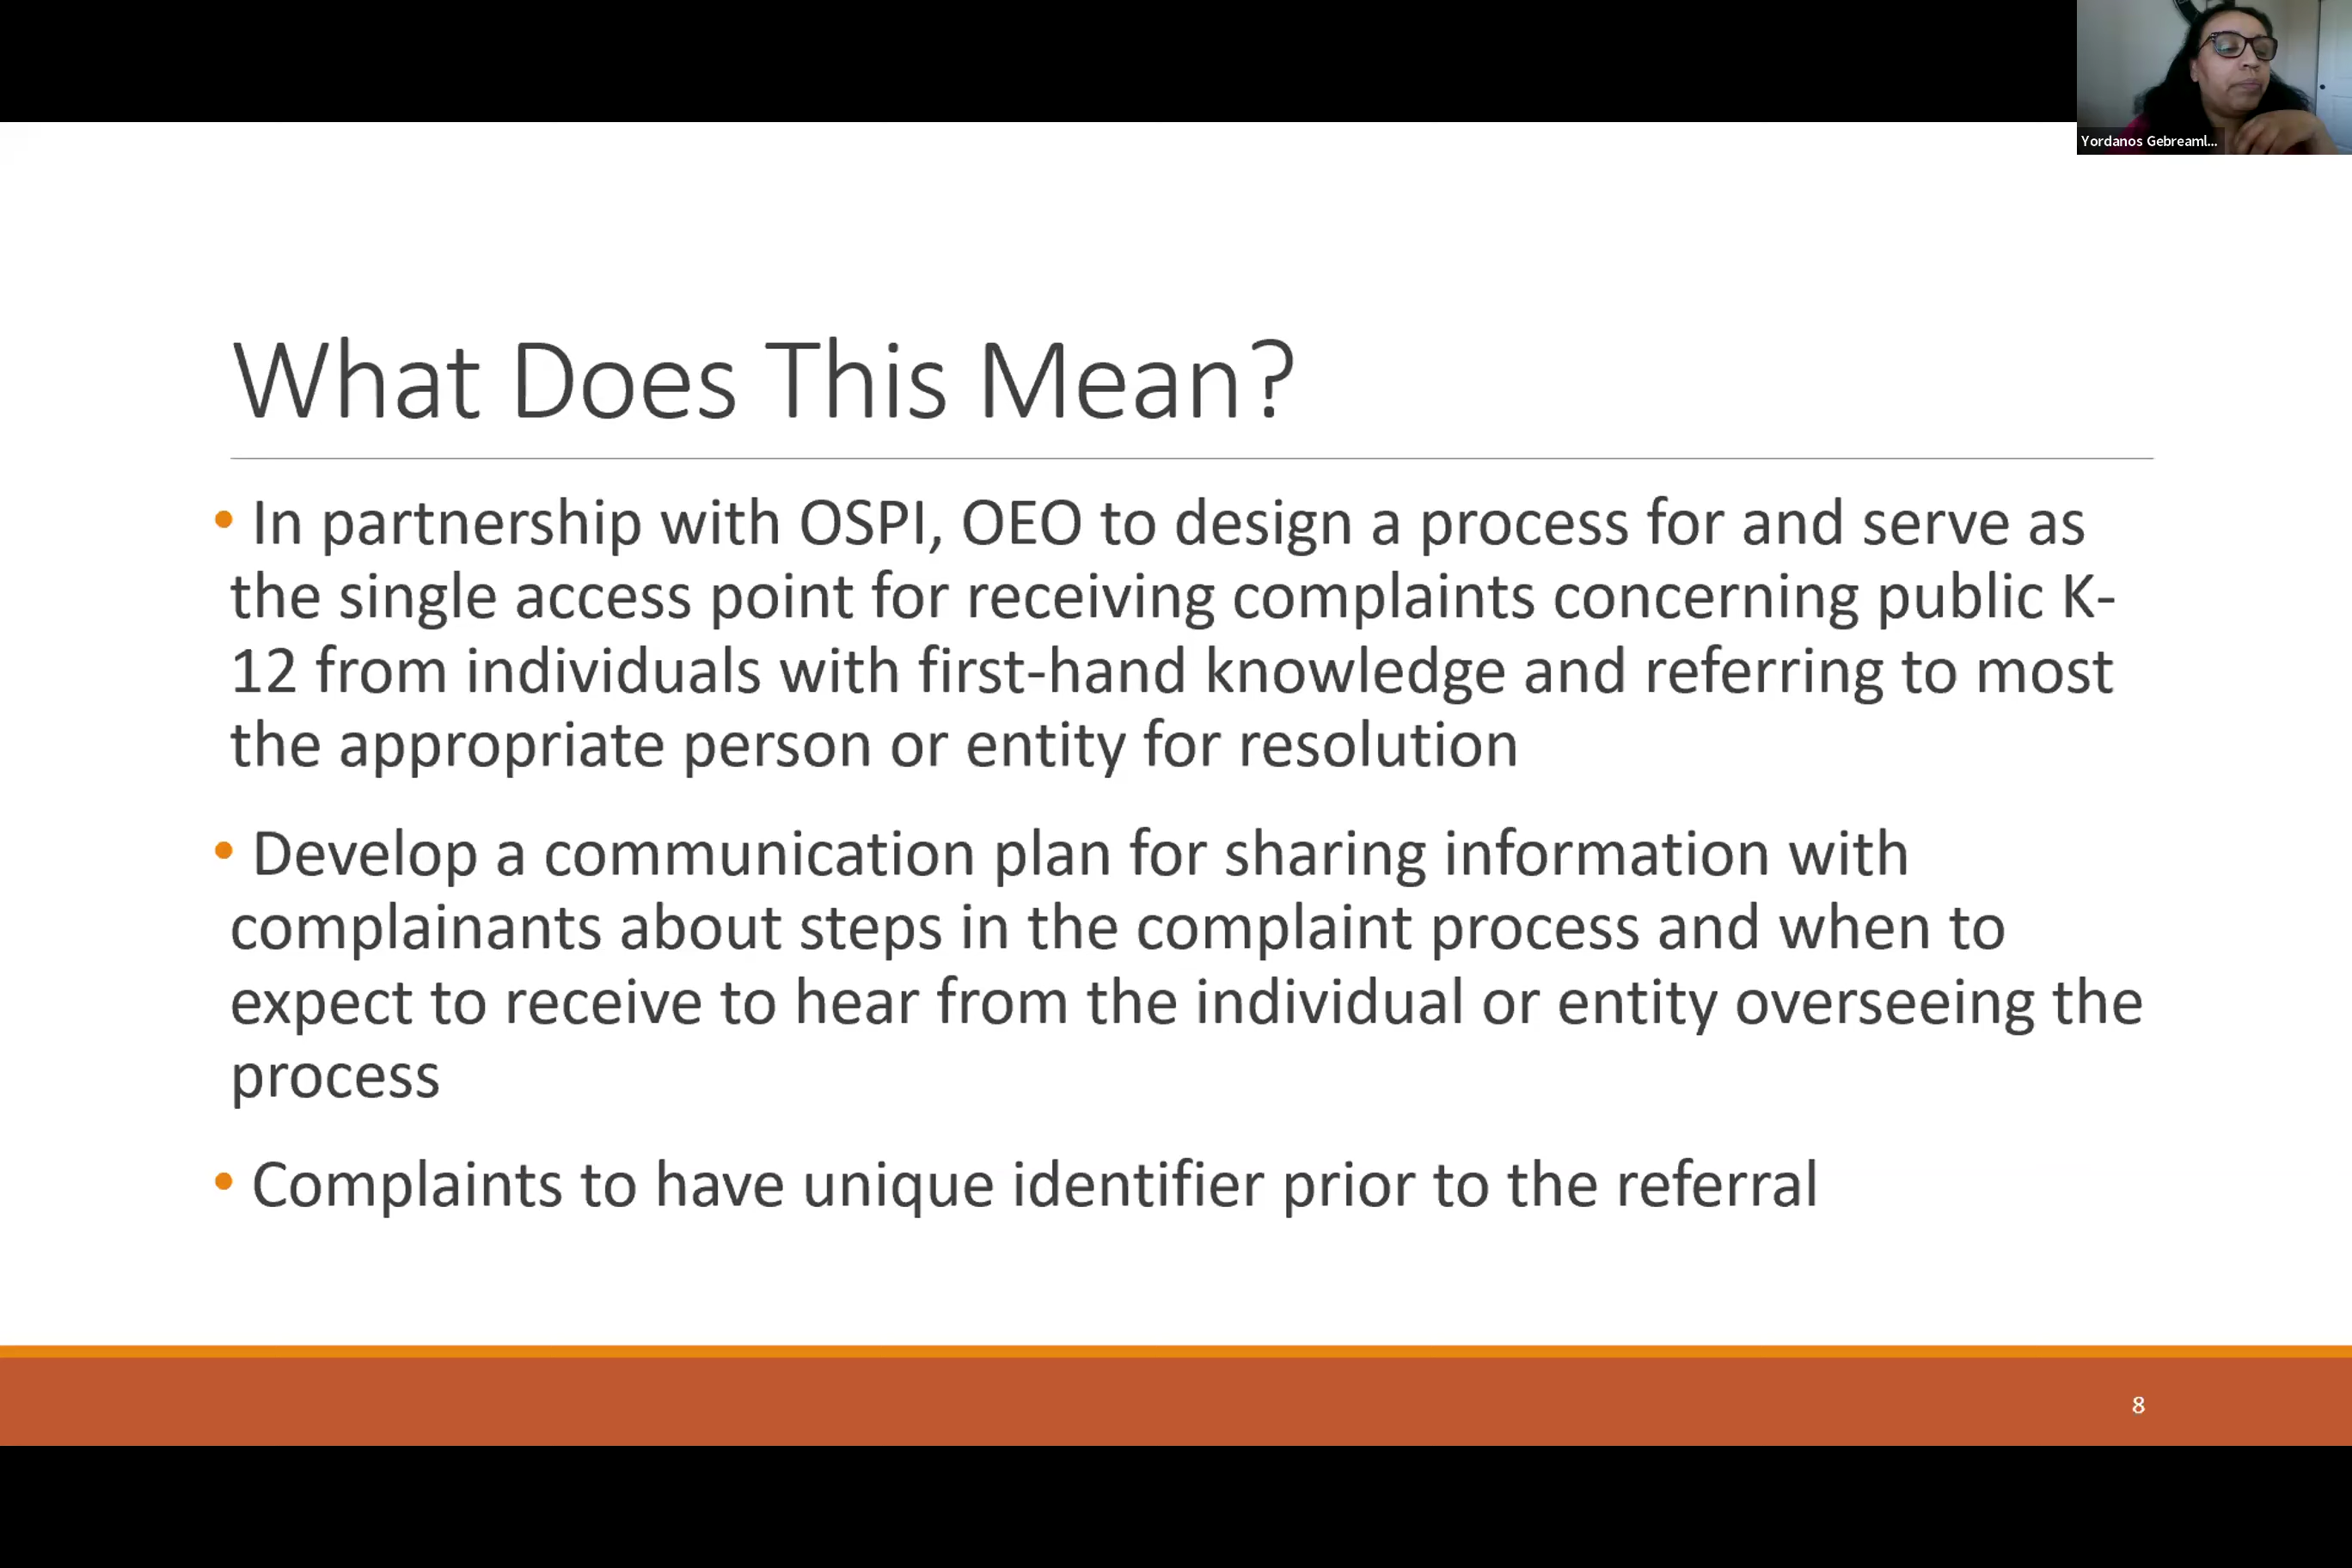 Yordanos Gebreaml...
What Does This Mean?
• In partnership with OSPI, OEO to design a process for and serve as
the single access point for receiving complaints concerning public K-
12 from individuals with first-hand knowledge and referring to most
the appropriate person or entity for resolution
• Develop a communication plan for sharing information with
complainants about steps in the complaint process and when to
expect to receive to hear from the individual or entity overseeing the
process
• Complaints to have unique identifier prior to the referral
8